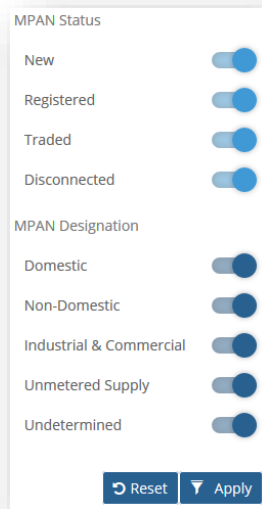 MPAN Status
New
Registered
Traded
Disconnected
MPAN Designation
Domestic
Non-Domestic
Industrial & Commercial
Unmetered Supply
Undetermined
Reset Apply